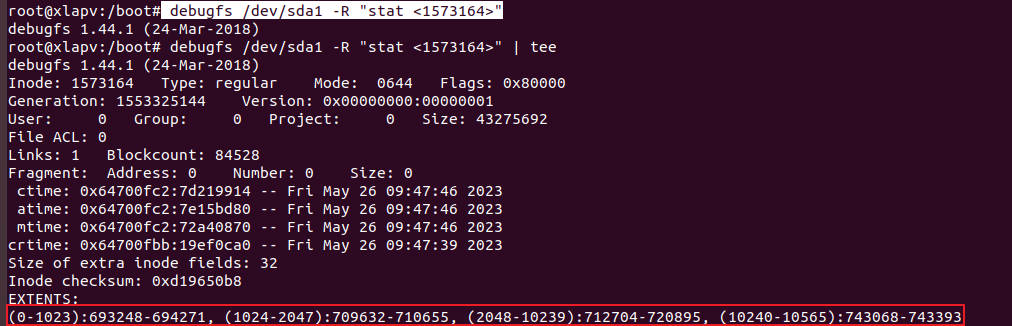 root@xlapv:/boot# debugfs /dev/sda1 -R "stat <1573164>"
debugfs 1.44.1 (24-Mar-2018)
root@xlapv:/boot# debugfs /dev/sda1 -R "stat <1573164>" | tee
debugfs 1.44.1 (24-Mar-2018)
Inode: 1573164   Type: regular    Mode:  0644   Flags: 0x80000
Generation: 1553325144    Version: 0x00000000:00000001
User:     0   Group:     0   Project:     0   Size: 43275692
File ACL: 0
Links: 1   Blockcount: 84528
Fragment:  Address: 0    Number: 0    Size: 0
 ctime: 0x64700fc2:7d219914 -- Fri May 26 09:47:46 2023
 atime: 0x64700fc2:7e15bd80 -- Fri May 26 09:47:46 2023
 mtime: 0x64700fc2:72a40870 -- Fri May 26 09:47:46 2023
crtime: 0x64700fbb:19ef0ca0 -- Fri May 26 09:47:39 2023
Size of extra inode fields: 32
Inode checksum: 0xd19650b8
EXTENTS:
(0-1023):693248-694271, (1024-2047):709632-710655, (2048-10239):712704-720895, (10240-10565):743068-743393